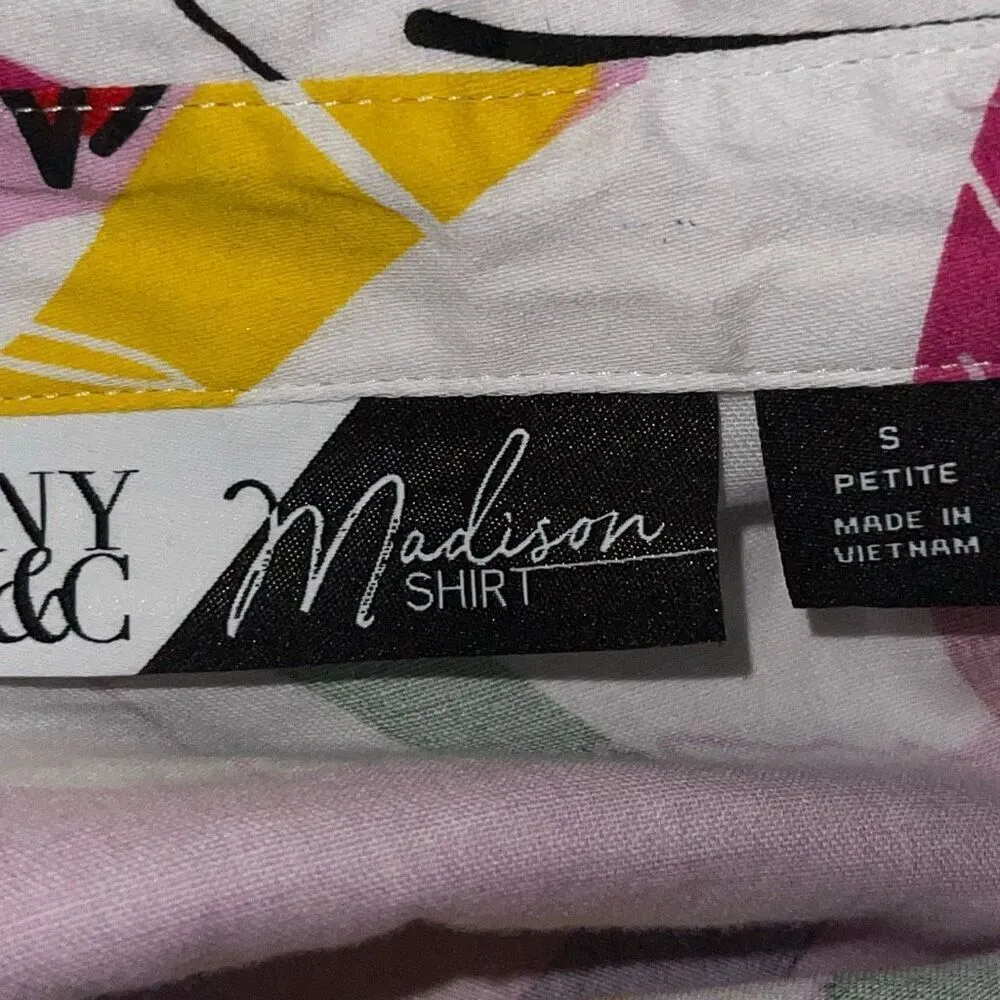 NY
&C
Madison
SHIRT
S
PETITE
MADE IN
VIETNAM